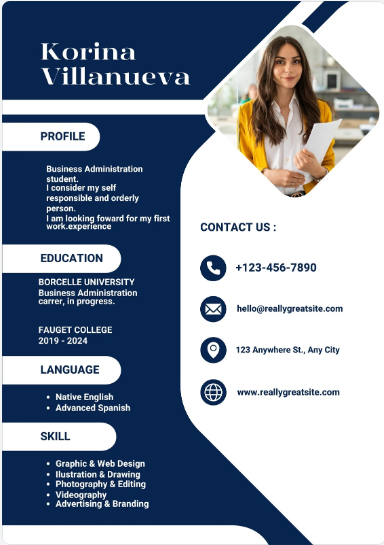 Korina
Villanueva
PROFILE
Business Administration
student.
I consider my self
responsible and orderly
person.
I am looking foward for my first
work.experience
EDUCATION
BORCELLE UNIVERSITY
Business Administration
carrer, in progress.
FAUGET COLLEGE
2019 - 2024
LANGUAGE
• Native English
• Advanced Spanish
SKILL
• Graphic & Web Design
• Ilustration & Drawing
• Photography & Editing
• Videography
• Advertising & Branding
CONTACT US :
+123-456-7890
hello@reallygreatsite.com
123 Anywhere St., Any City
www.reallygreatsite.com